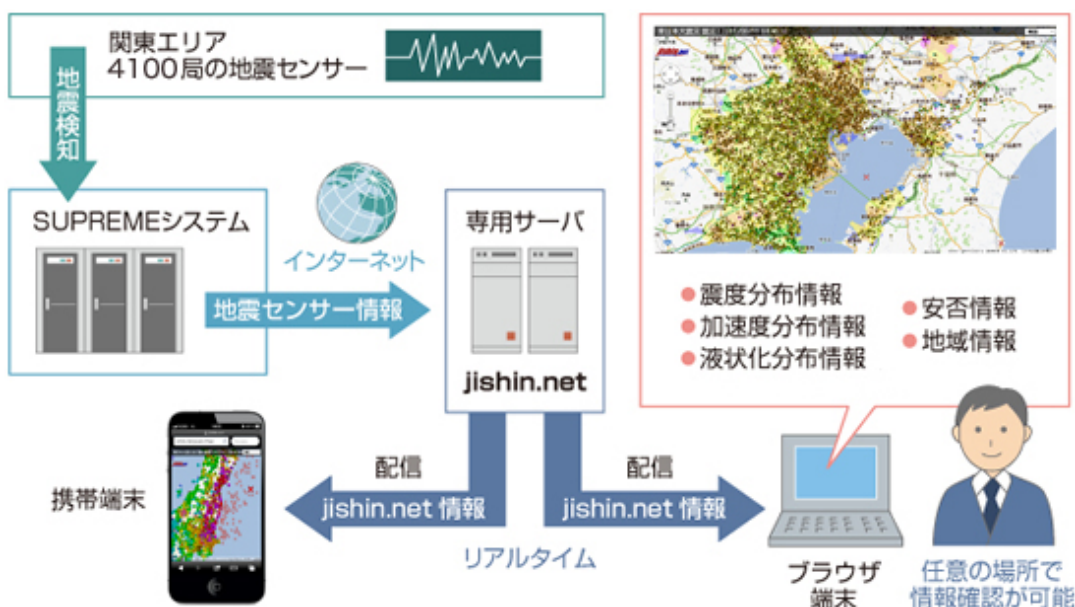 関東エリア
4100局の地震センサー
地震検知
SUPREMEシステム
インターネット
地震センサー情報
専用サーバ
jishin.net
震度分布情報
加速度分布情報
液状化分布情報
安否情報
地域情報
携帯端末
配信
jishin.net 情報
配信
jishin.net 情報
リアルタイム
ブラウザ
端末
任意の場所で
情報確認が可能